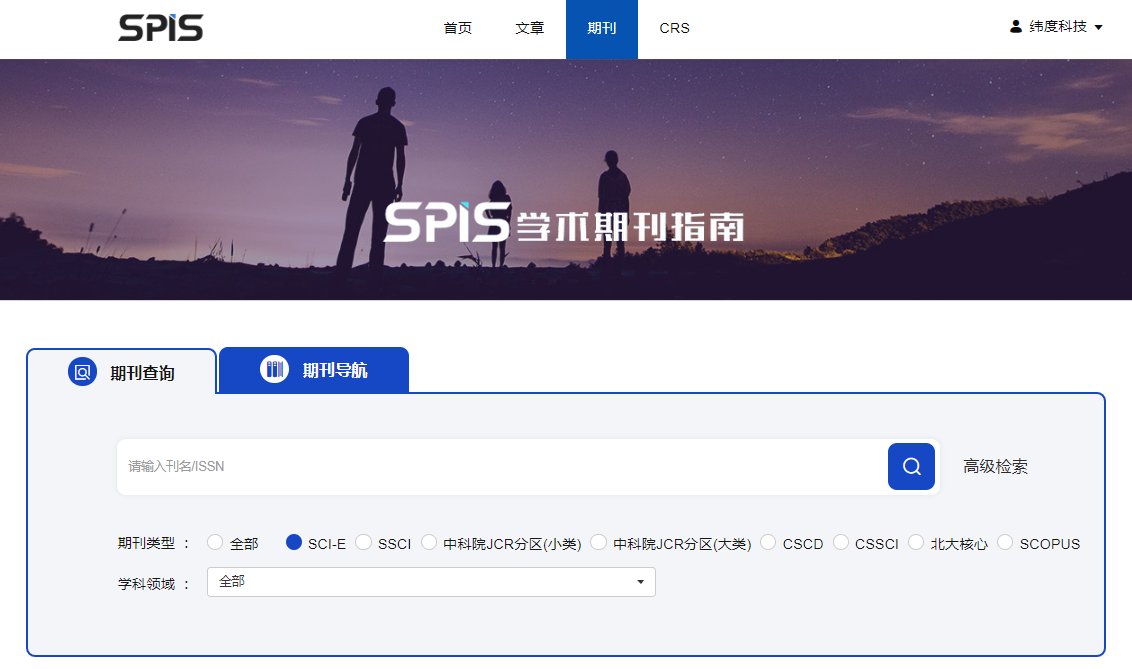 SPIS 首页 文章 期刊 CRS 纬度科技
SPIS学术期刊指南
期刊查询 期刊导航
请输入刊名/ISSN 高级检索
期刊类型 : 全部 SCI-E SSCI 中科院JCR分区(小类) 中科院JCR分区(大类) CSCD CSSCI 北大核心 SCOPUS
学科领域 : 全部